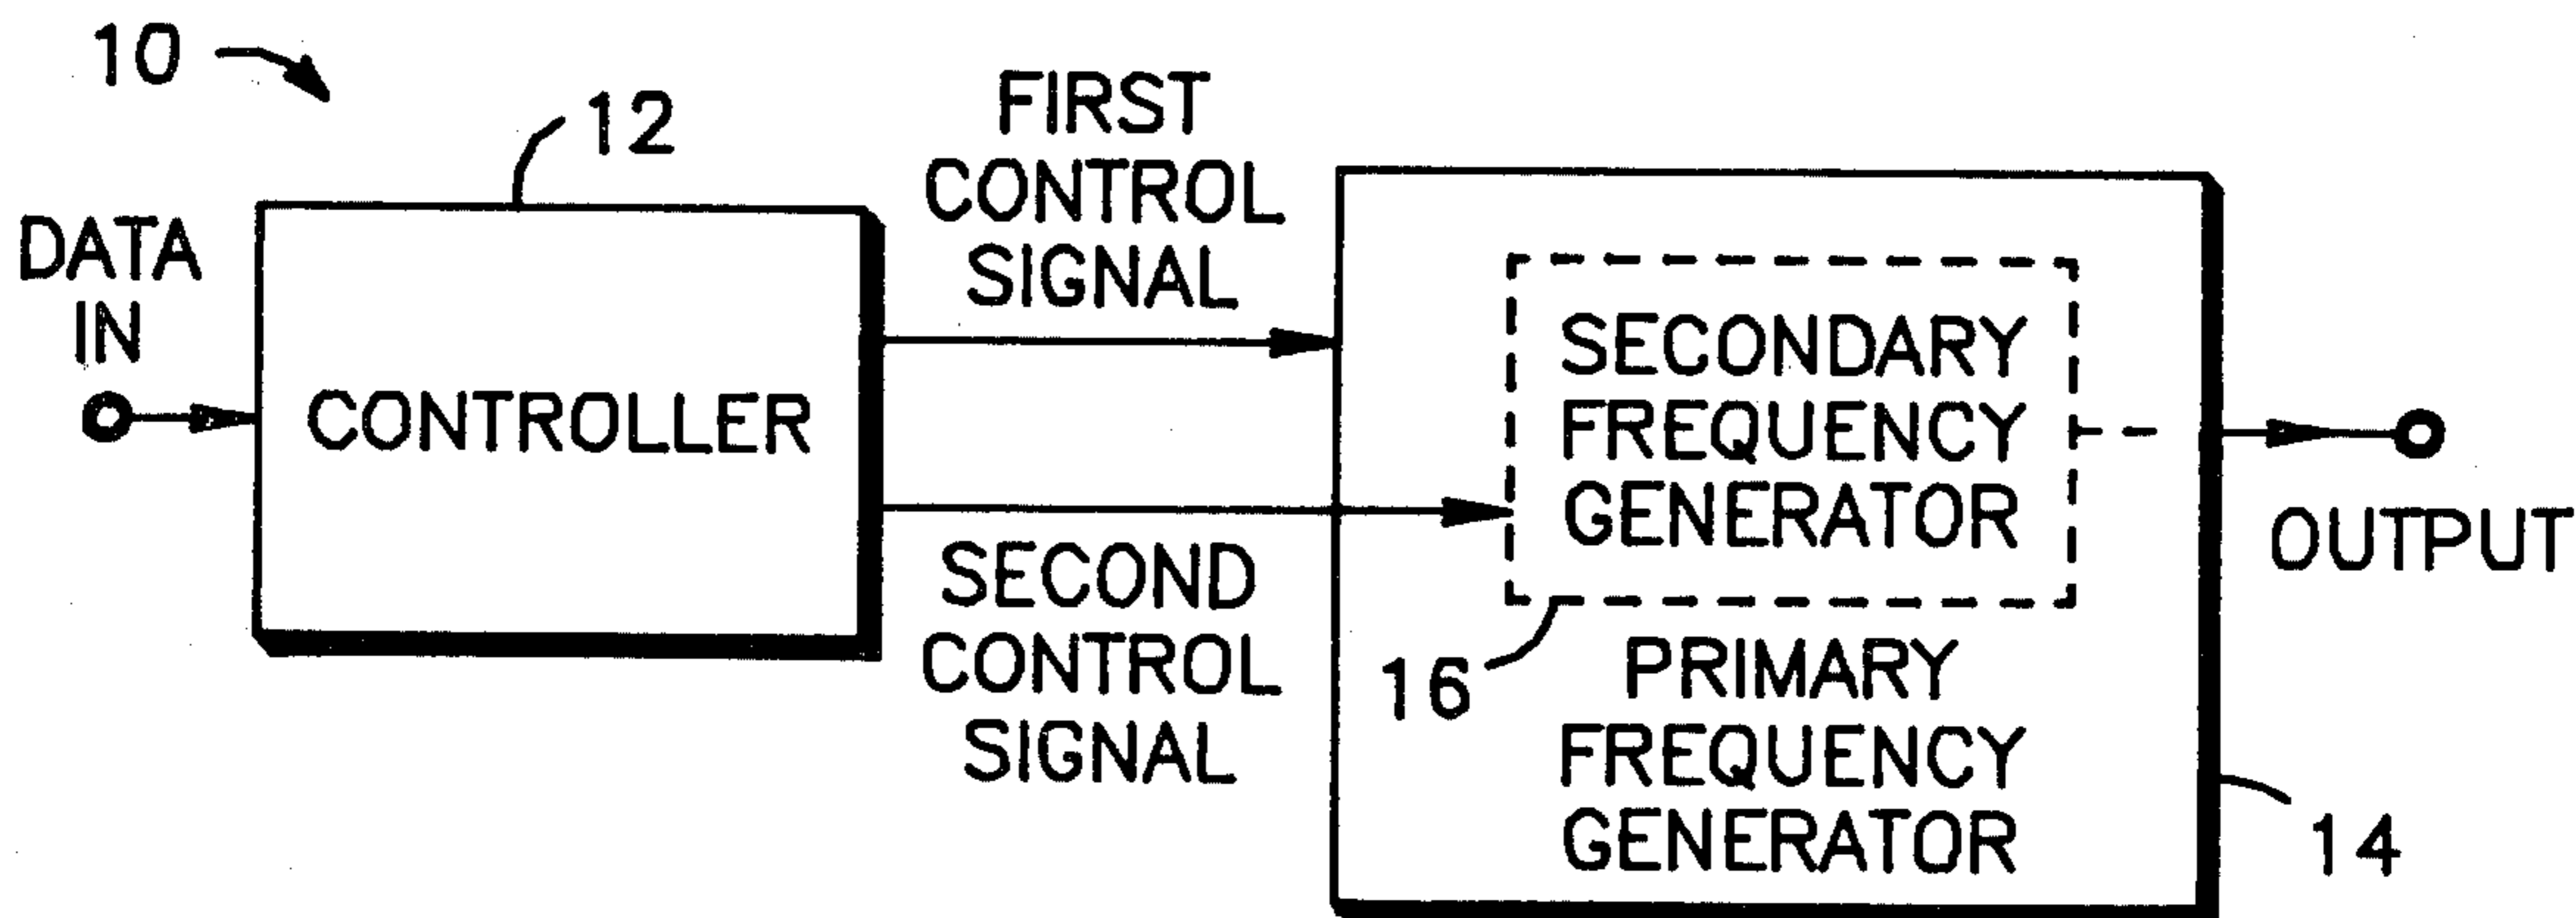 10
12
FIRST
CONTROL
SIGNAL
DATA
IN
CONTROLLER
SECOND
CONTROL
SIGNAL
SECONDARY
FREQUENCY
GENERATOR
16
PRIMARY
FREQUENCY
GENERATOR
14
OUTPUT